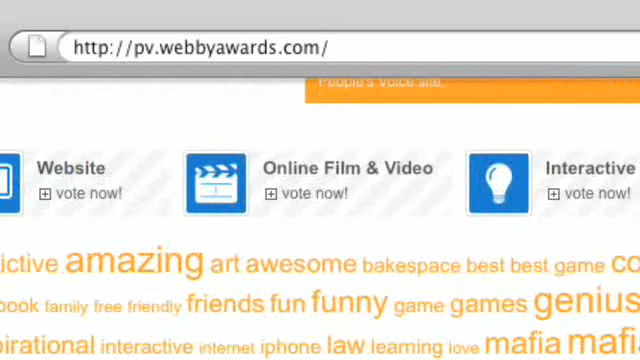 http://pv.webbyawards.com/
People's Voice site.
Website
vote now!
Online Film & Video
vote now!
Interactive
vote now!
amazing art awesome bakespace best best game
family free friendly friends fun funny game games genius
interactive internet iphone law learning love mafia